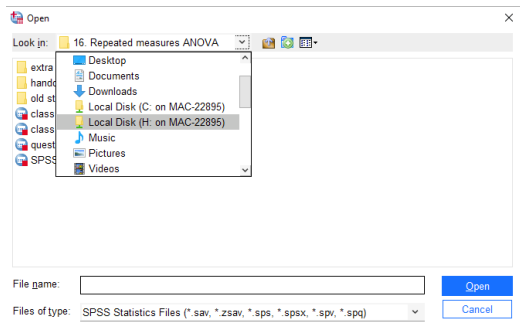 Open
Look in: 16. Repeated measures ANOVA
extra
old st
class
class
quest
SPSS
Desktop
Documents
Downloads
Local Disk (C: on MAC-22895)
Local Disk (H: on MAC-22895)
Music
Pictures
Videos
File name:
Open
Files of type: SPSS Statistics Files (*.sav, *.zsav, *.sps, *.spsx, *.spv, *.spq)
Cancel